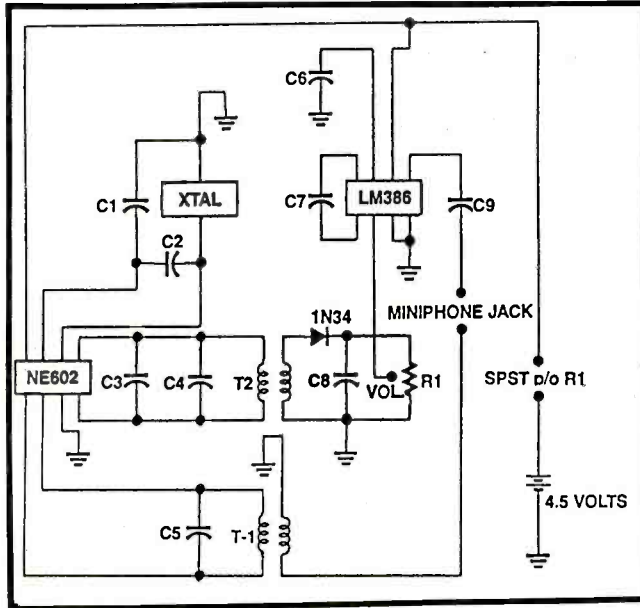 C6
C1
XTAL
C7
LM386
C9
C2
MINIPHONE JACK
1N34
NE602
C3
C4
T2
C8
VOL.
R1
SPST p/o R1
C5
T-1
4.5 VOLTS